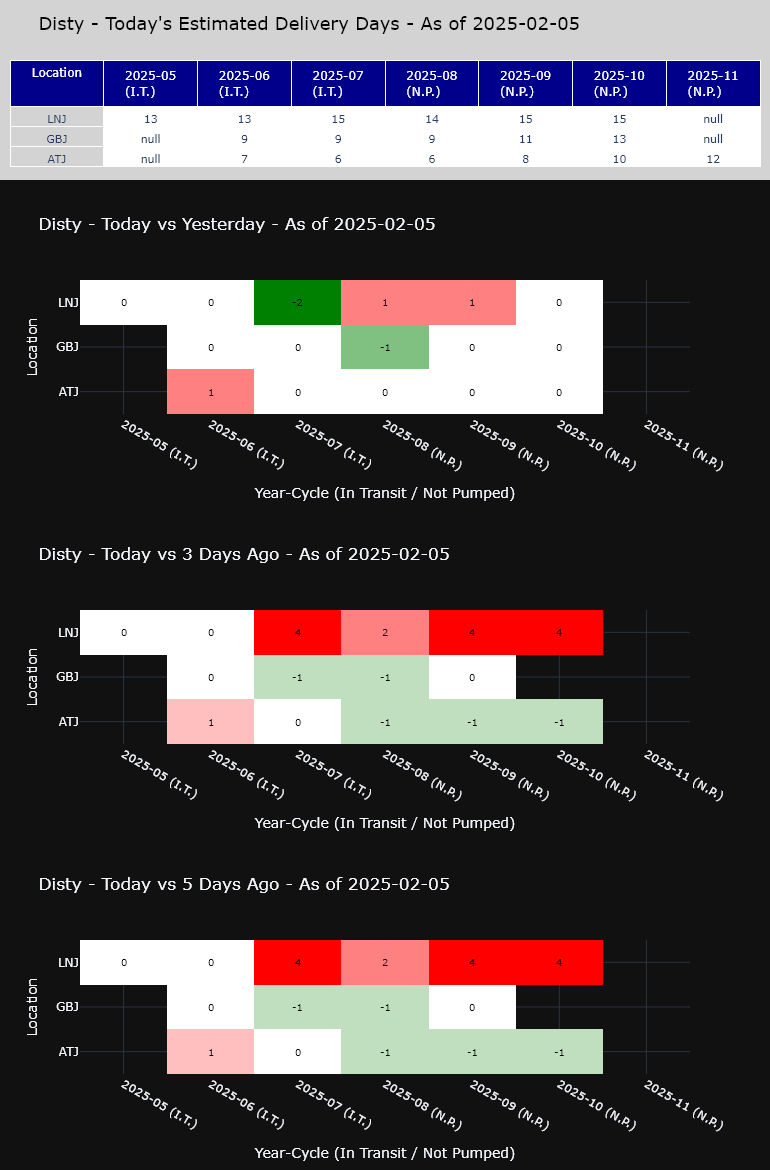 Disty - Today's Estimated Delivery Days - As of 2025-02-05
Location 2025-05 (I.T.) 2025-06 (I.T.) 2025-07 (I.T.) 2025-08 (N.P.) 2025-09 (N.P.) 2025-10 (N.P.) 2025-11 (N.P.)
LNJ 13 13 15 14 15 15 null
GBJ null 9 9 9 11 13 null
ATJ null 7 6 6 8 10 12
Disty - Today vs Yesterday - As of 2025-02-05
Location
LNJ 0 0 -2 1 1 0
GBJ 0 0 -1 0 0
ATJ 1 0 0 0 0
2025-05 (I.T.) 2025-06 (I.T.) 2025-07 (I.T.) 2025-08 (N.P.) 2025-09 (N.P.) 2025-10 (N.P.) 2025-11 (N.P.)
Year-Cycle (In Transit / Not Pumped)
Disty - Today vs 3 Days Ago - As of 2025-02-05
Location
LNJ 0 0 4 2 4 4
GBJ 0 -1 -1 0
ATJ 1 0 -1 -1 -1
2025-05 (I.T.) 2025-06 (I.T.) 2025-07 (I.T.) 2025-08 (N.P.) 2025-09 (N.P.) 2025-10 (N.P.) 2025-11 (N.P.)
Year-Cycle (In Transit / Not Pumped)
Disty - Today vs 5 Days Ago - As of 2025-02-05
Location
LNJ 0 0 4 2 4 4
GBJ 0 -1 -1 0
ATJ 1 0 -1 -1 -1
2025-05 (I.T.) 2025-06 (I.T.) 2025-07 (I.T.) 2025-08 (N.P.) 2025-09 (N.P.) 2025-10 (N.P.) 2025-11 (N.P.)
Year-Cycle (In Transit / Not Pumped)